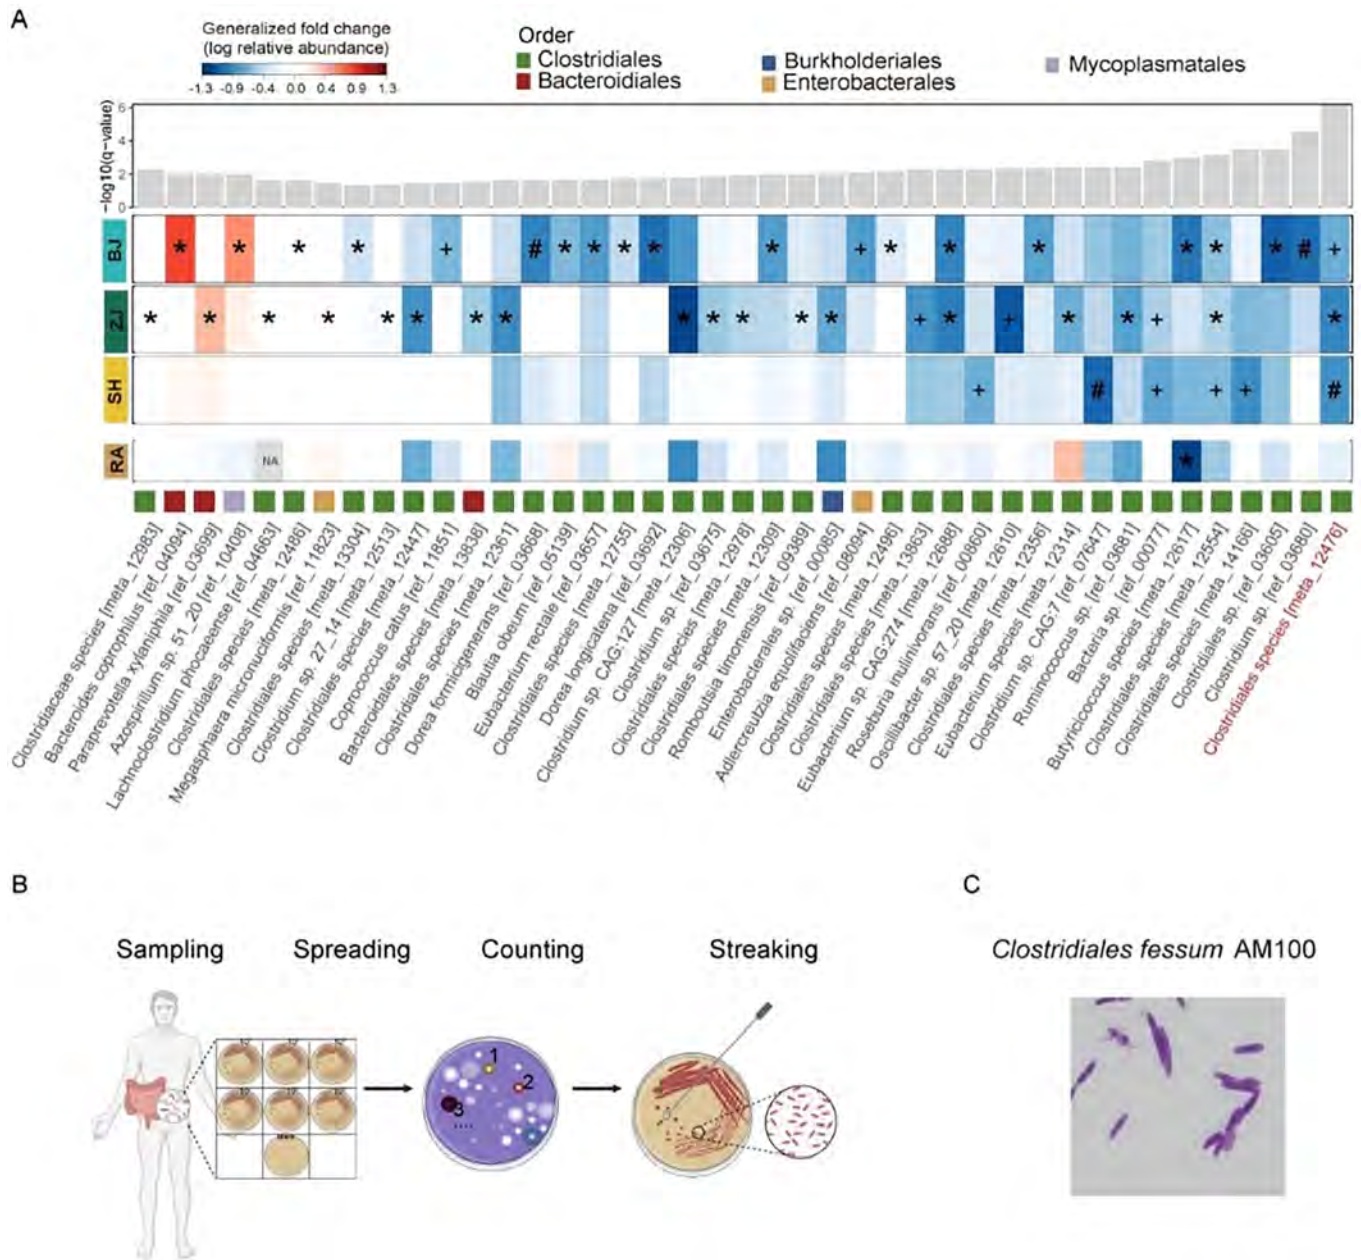 A
Generalized fold change
(log relative abundance)
-1.3 -0.9 -0.4 0.0 0.4 0.9 1.3
Order
Clostridiales
Bacteroidiales
Burkholderiales
Enterobacterales
Mycoplasmatales
-log10(q-value)
6
4
2
0
BJ
* * * * + # * * * * * + * * * * * * # +
ZJ
* * * * * * * * * * * * * + * + * * + * *
SH
+ # + + + #
RA
NA *
Clostridiaceae species [meta_12983]
Bacteroides coprophilus [ref_04094]
Paraprevotella xylaniphila [ref_03699]
Azospirillum sp. 51_20 [ref_10408]
Lachnoclostridium phocaeense [ref_04663]
Clostridiales species [meta_12486]
Megasphaera micronuciformis [ref_11823]
Clostridiales species [meta_13304]
Clostridium sp. 27_14 [meta_12513]
Clostridiales species [meta_12447]
Coprococcus catus [ref_11851]
Bacteroidales species [meta_13838]
Clostridiales species [meta_12361]
Dorea formicigenerans [ref_03668]
Blautia obeum [ref_05139]
Eubacterium rectale [ref_03657]
Clostridiales species [meta_12755]
Dorea longicatena [ref_03692]
Clostridium sp. CAG:127 [meta_12306]
Clostridium sp. [ref_03675]
Clostridiales species [meta_12978]
Clostridiales species [meta_12309]
Romboutsia timonensis [ref_09389]
Enterobacterales sp. [ref_00085]
Adlercreutzia equolifaciens [ref_08094]
Clostridiales species [meta_12496]
Clostridiales species [meta_13863]
Eubacterium sp. CAG:274 [meta_12688]
Roseburia inulinivorans [ref_00860]
Oscillibacter sp. 57_20 [meta_12610]
Clostridiales species [meta_12356]
Eubacterium species [meta_12314]
Clostridium sp. CAG:7 [ref_07647]
Ruminococcus sp. [ref_03681]
Bacteria sp. [ref_00077]
Butyricicoccus species [meta_12617]
Clostridiales species [meta_12554]
Clostridiales species [meta_14166]
Clostridiales sp. [ref_03605]
Clostridium sp. [ref_03680]
Clostridiales species [meta_12476]
B
Sampling Spreading Counting Streaking
1
2
3
....
C
Clostridiales fessum AM100